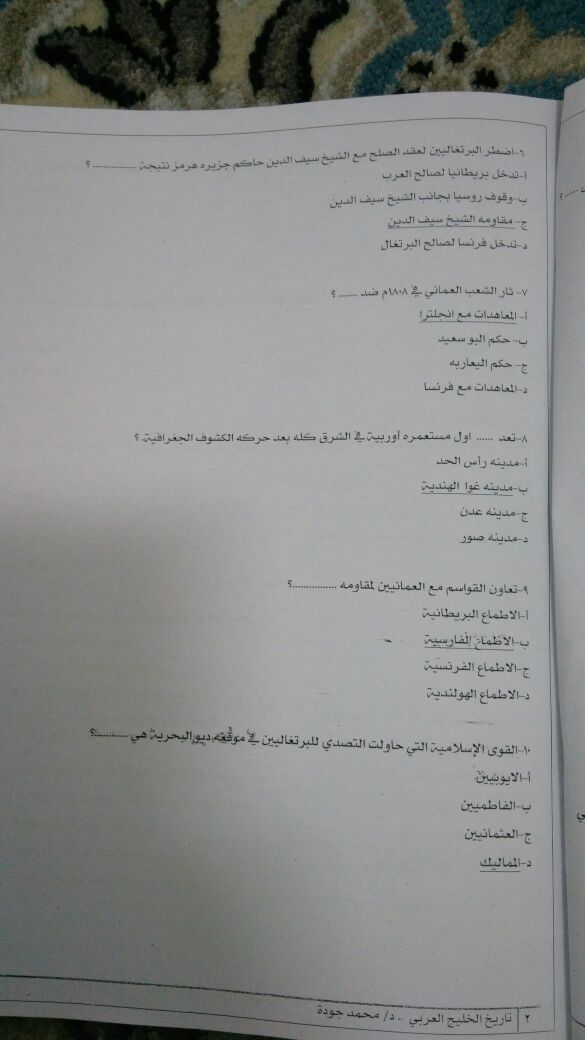 ٦-اضطر البرتغاليين لعقد الصلح مع الشيخ سيف الدين حاكم جزيره هرمز نتيجة ................ ؟
أ-تدخل بريطانيا لصالح العرب
ب-وقوف روسيا بجانب الشيخ سيف الدين
ج- مقاومه الشيخ سيف الدين
د-تدخل فرنسا لصالح البرتغال
٧- ثار الشعب العماني في ١٨٠٨م ضد ....... ؟
أ- المعاهدات مع انجلترا
ب- حكم البو سعيد
ج- حكم اليعاربه
د-المعاهدات مع فرنسا
٨-تعد ...... اول مستعمره أوربية في الشرق كله بعد حركه الكشوف الجغرافية. ؟
أ-مدينه رأس الحد
ب-مدينه غوا الهندية
ج-مدينه عدن
د-مدينه صور
٩-تعاون القواسم مع العمانيين لمقاومه ................؟
أ-الاطماع البريطانية
ب-الاطماع الفارسية
ج-الاطماع الفرنسية
د-الاطماع الهولندية
١٠-القوى الإسلامية التي حاولت التصدي للبرتغاليين في موقعه ديو البحرية هي ............؟
أ-الايوبيين
ب-الفاطميين
ج-العثمانيين
د-المماليك
٢ | تاريخ الخليج العربي .. د/ محمد جودة